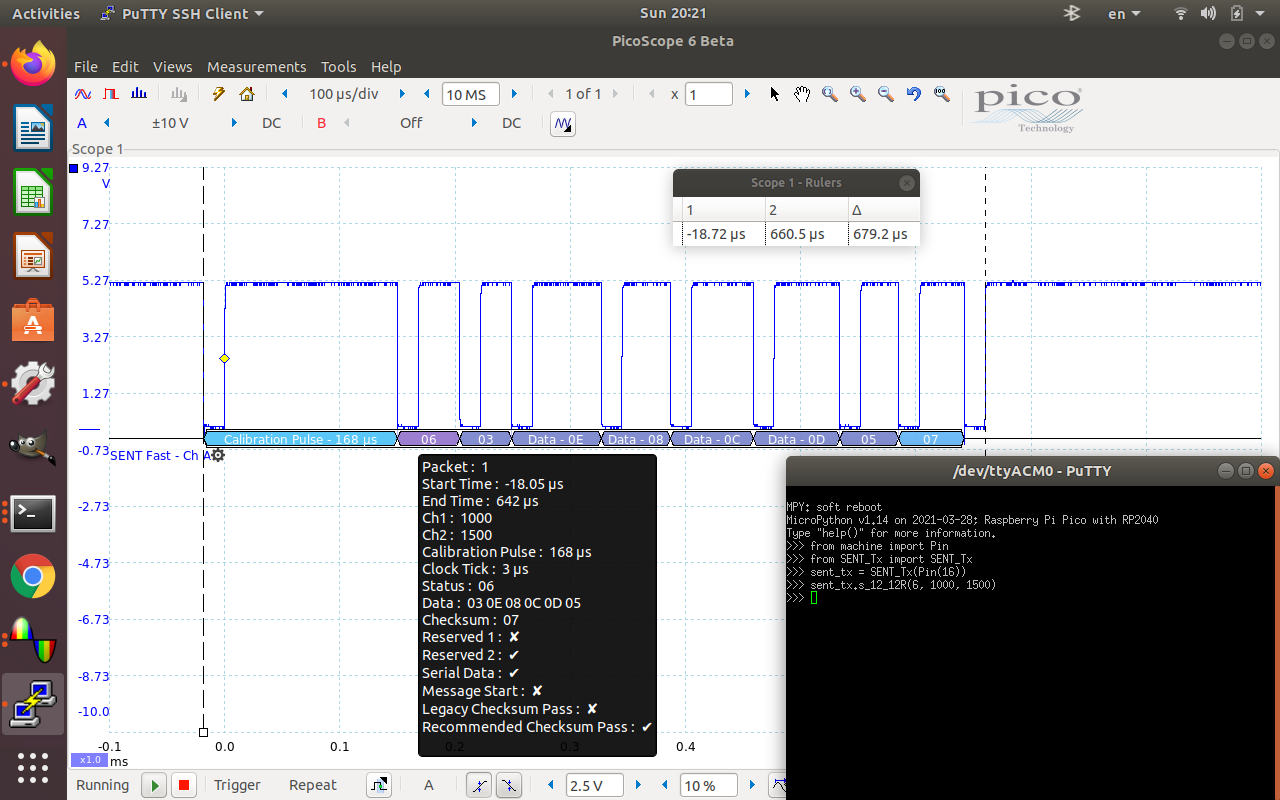 Activities PuTTY SSH Client Sun 20:21 en
PicoScope 6 Beta
File Edit Views Measurements Tools Help
100 µs/div 10 MS 1 of 1 x 1
pico
Technology
A ±10 V DC B Off DC
Scope 1
9.27
V
7.27
5.27
3.27
1.27
-0.73
-2.73
-4.73
-6.73
-8.73
-10.0
Scope 1 - Rulers
1 2 Δ
-18.72 µs 660.5 µs 679.2 µs
Calibration Pulse - 168 µs 06 03 Data - 0E Data - 08 Data - 0C Data - 0D 05 07
SENT Fast - Ch A
Packet : 1
Start Time : -18.05 µs
End Time : 642 µs
Ch1 : 1000
Ch2 : 1500
Calibration Pulse : 168 µs
Clock Tick : 3 µs
Status : 06
Data : 03 0E 08 0C 0D 05
Checksum : 07
Reserved 1 : ✘
Reserved 2 : ✔
Serial Data : ✔
Message Start : ✘
Legacy Checksum Pass : ✘
Recommended Checksum Pass : ✔
/dev/ttyACM0 - PuTTY
MPY: soft reboot
MicroPython v1.14 on 2021-03-28; Raspberry Pi Pico with RP2040
Type "help()" for more information.
>>> from machine import Pin
>>> from SENT_Tx import SENT_Tx
>>> sent_tx = SENT_Tx(Pin(16))
>>> sent_tx.s_12_12R(6, 1000, 1500)
>>>
-0.1 0.0 0.1 0.2 0.3 0.4
x1.0 ms
Running Trigger Repeat A 2.5 V 10 %